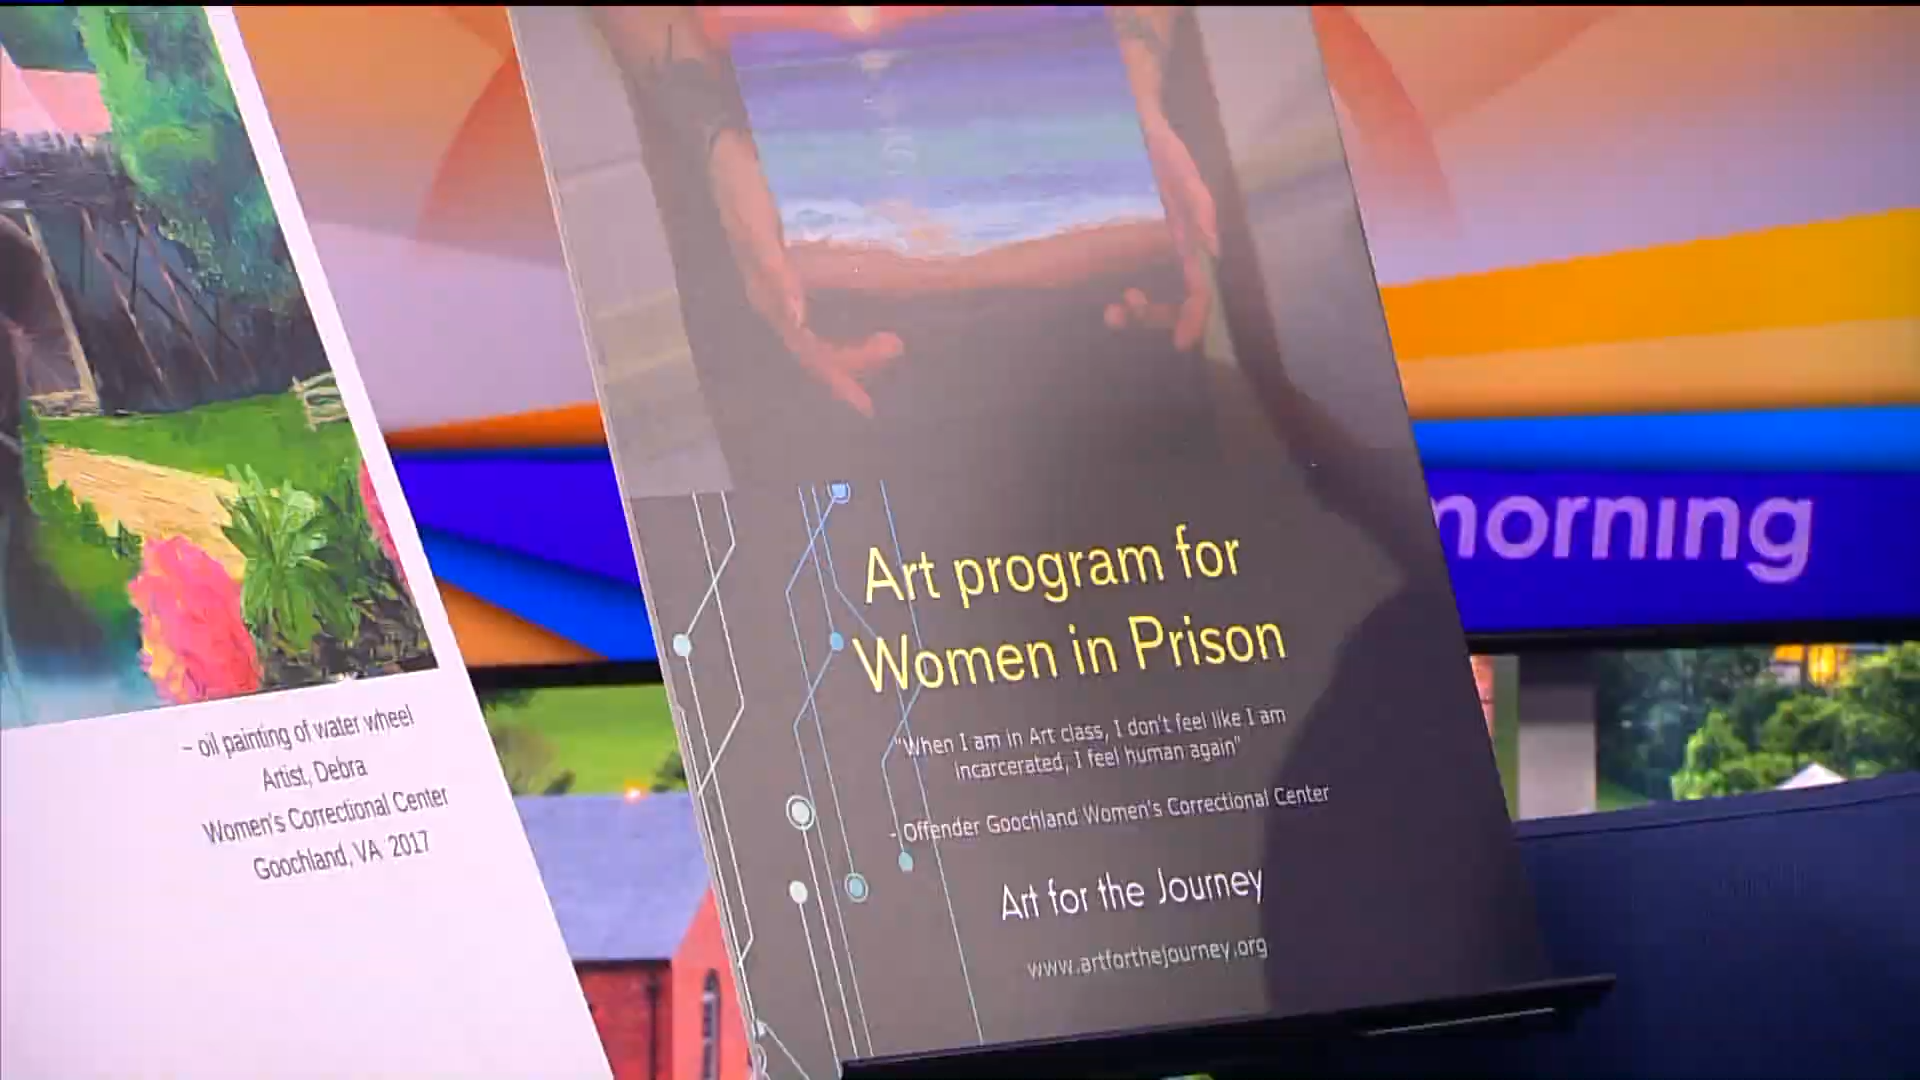 – oil painting of water wheel
Artist, Debra
Women's Correctional Center
Goochland, VA 2017
Art program for
Women in Prison
"When I am in Art class, I don't feel like I am
incarcerated, I feel human again"
- Offender Goochland Women's Correctional Center
Art for the Journey
www.artforthejourney.org
morning